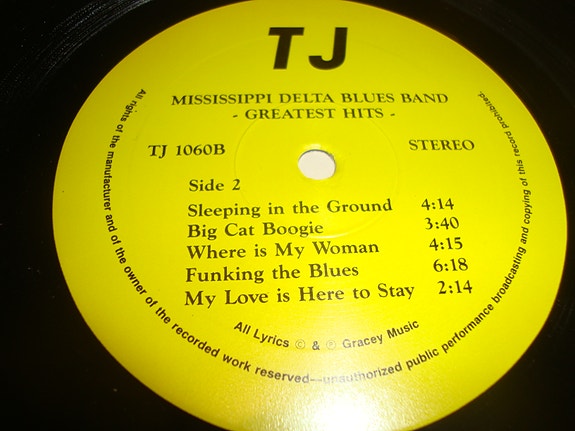 TJ
MISSISSIPPI DELTA BLUES BAND
- GREATEST HITS -
TJ 1060B
STEREO
Side 2
Sleeping in the Ground 4:14
Big Cat Boogie 3:40
Where is My Woman 4:15
Funking the Blues 6:18
My Love is Here to Stay 2:14
All Lyrics © & ℗ Gracey Music
All rights of the manufacturer and of the owner of the recorded work reserved—unauthorized public performance broadcasting and copying of this record prohibited.